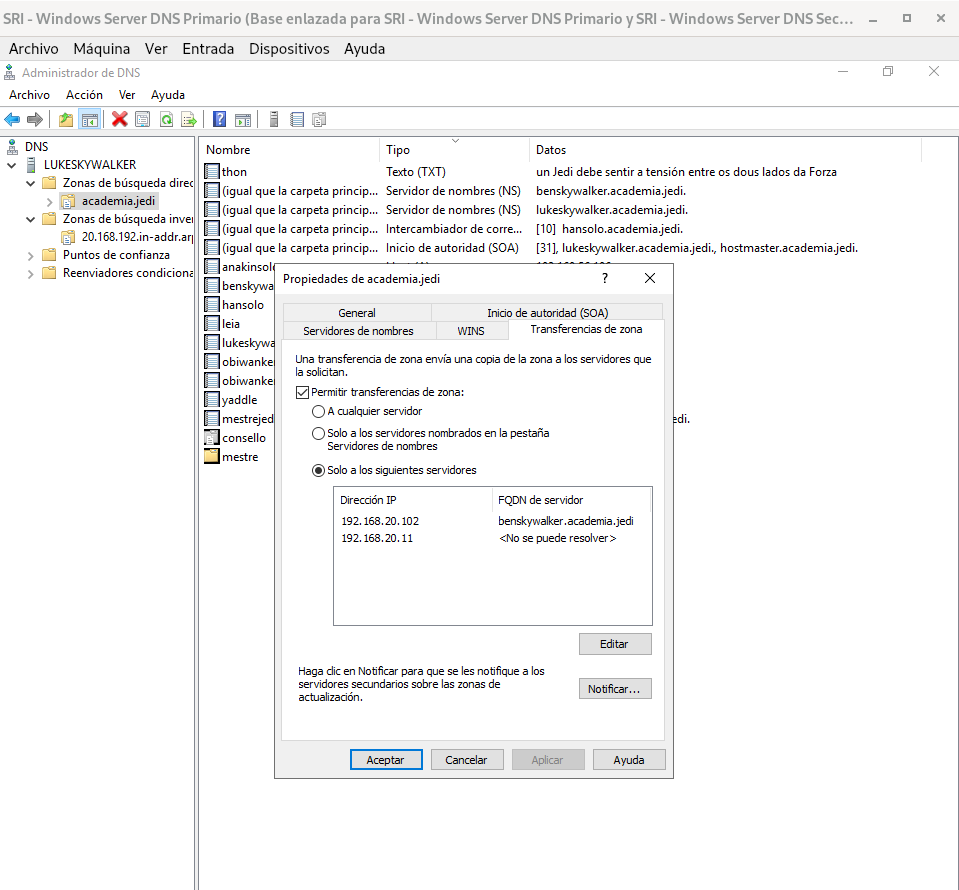 SRI - Windows Server DNS Primario (Base enlazada para SRI - Windows Server DNS Primario y SRI - Windows Server DNS Sec...
Archivo Máquina Ver Entrada Dispositivos Ayuda
Administrador de DNS
Archivo Acción Ver Ayuda
DNS
LUKESKYWALKER
Zonas de búsqueda direc
academia.jedi
Zonas de búsqueda inver
20.168.192.in-addr.arp
Puntos de confianza
Reenviadores condiciona
Nombre Tipo Datos
thon Texto (TXT) un Jedi debe sentir a tensión entre os dous lados da Forza
(igual que la carpeta princip... Servidor de nombres (NS) benskywalker.academia.jedi.
(igual que la carpeta princip... Servidor de nombres (NS) lukeskywalker.academia.jedi.
(igual que la carpeta princip... Intercambiador de corre... [10] hansolo.academia.jedi.
(igual que la carpeta princip... Inicio de autoridad (SOA) [31], lukeskywalker.academia.jedi., hostmaster.academia.jedi.
anakinsolo
benskywa
hansolo
leia
lukeskywa
obiwanke
obiwanke
yaddle
mestrejed
edi.
consello
mestre
Propiedades de academia.jedi ?
General Inicio de autoridad (SOA)
Servidores de nombres WINS Transferencias de zona
Una transferencia de zona envía una copia de la zona a los servidores que
la solicitan.
Permitir transferencias de zona:
A cualquier servidor
Solo a los servidores nombrados en la pestaña
Servidores de nombres
Solo a los siguientes servidores
Dirección IP FQDN de servidor
192.168.20.102 benskywalker.academia.jedi
192.168.20.11 <No se puede resolver>
Editar
Haga clic en Notificar para que se les notifique a los
servidores secundarios sobre las zonas de
actualización.
Notificar...
Aceptar Cancelar Aplicar Ayuda